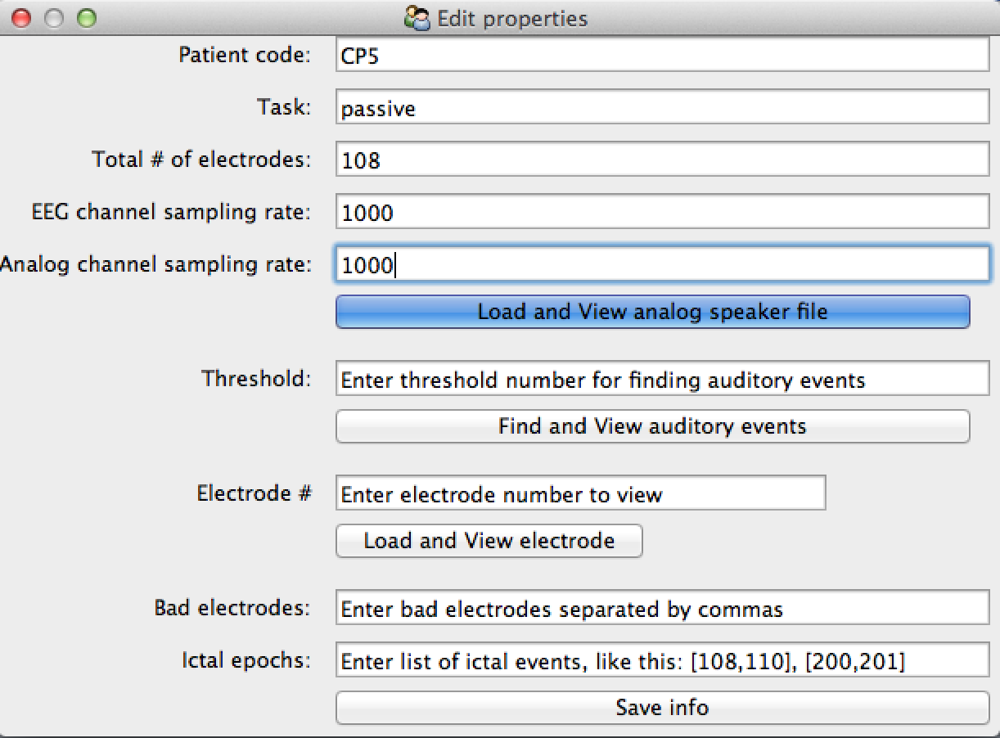 Edit properties
Patient code: CP5
Task: passive
Total # of electrodes: 108
EEG channel sampling rate: 1000
Analog channel sampling rate: 1000
Load and View analog speaker file
Threshold: Enter threshold number for finding auditory events
Find and View auditory events
Electrode # Enter electrode number to view
Load and View electrode
Bad electrodes: Enter bad electrodes separated by commas
Ictal epochs: Enter list of ictal events, like this: [108,110], [200,201]
Save info